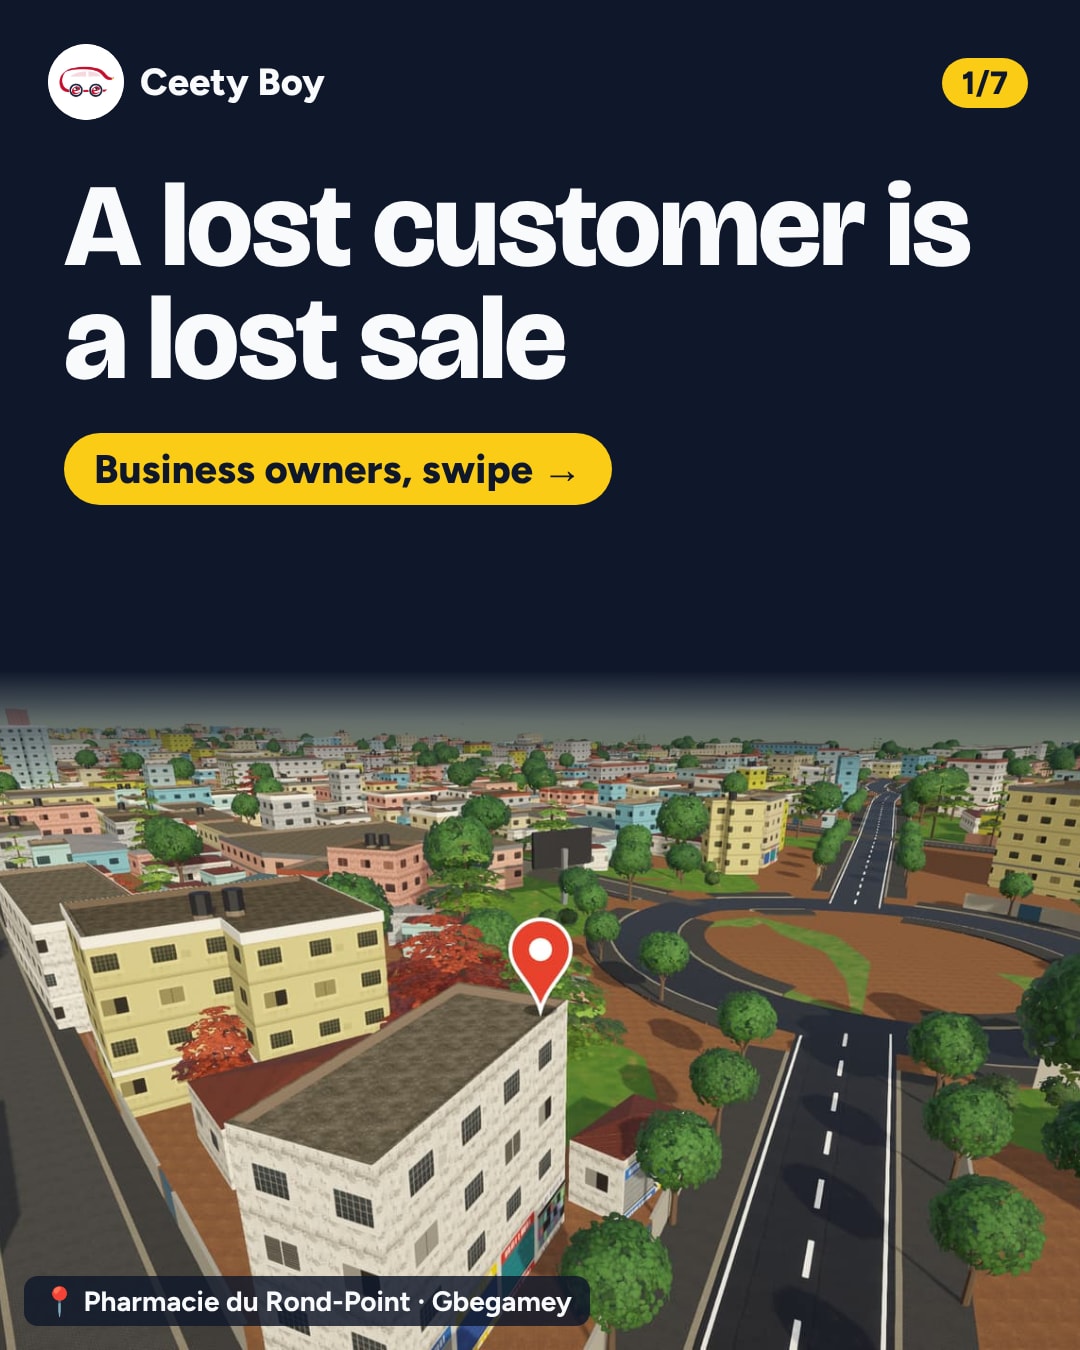 Ceety Boy
1/7
A lost customer is
a lost sale
Business owners, swipe →
📍 Pharmacie du Rond-Point · Gbegamey